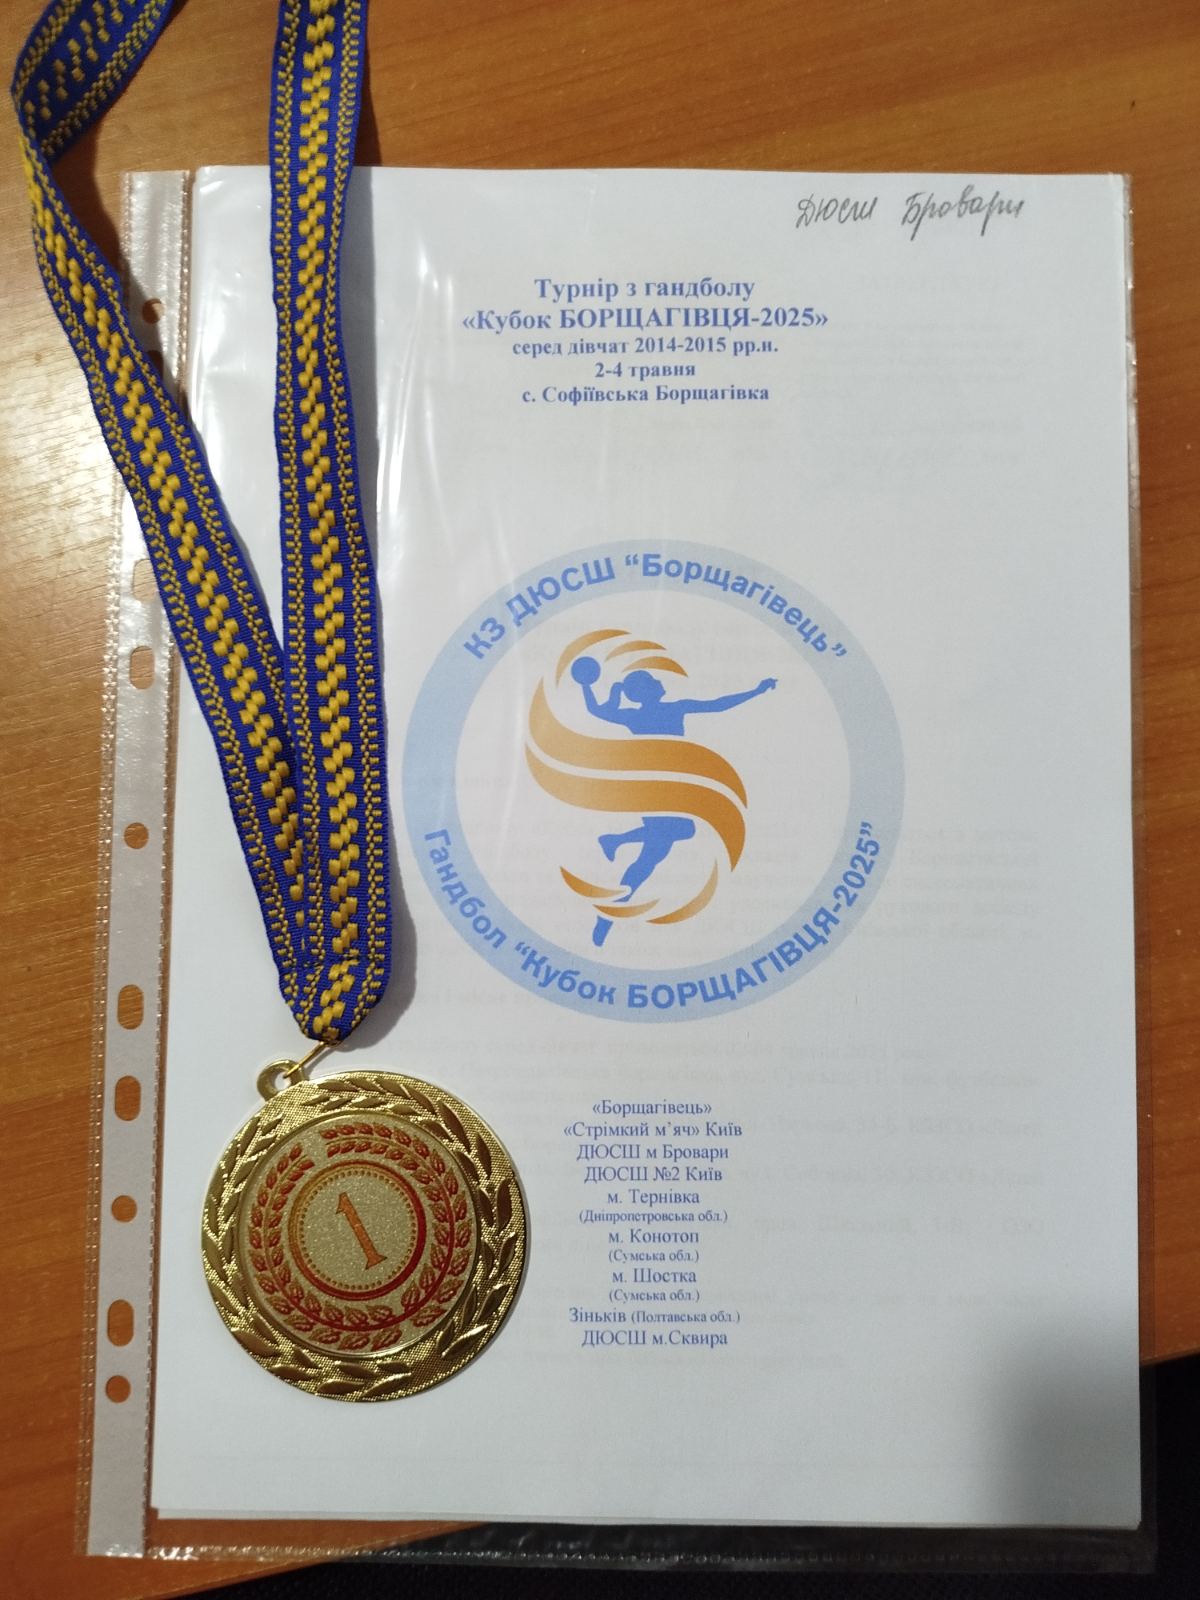 ДЮСШ Бровари
Турнір з гандболу
«Кубок БОРЩАГІВЦЯ-2025»
серед дівчат 2014-2015 рр.н.
2-4 травня
с. Софіївська Борщагівка
КЗ ДЮСШ “Борщагівець”
Гандбол “Кубок БОРЩАГІВЦЯ-2025”
«Борщагівець»
«Стрімкий м’яч» Київ
ДЮСШ м Бровари
ДЮСШ №2 Київ
м. Тернівка
(Дніпропетровська обл.)
м. Конотоп
(Сумська обл.)
м. Шостка
(Сумська обл.)
Зіньків (Полтавська обл.)
ДЮСШ м.Сквира
1